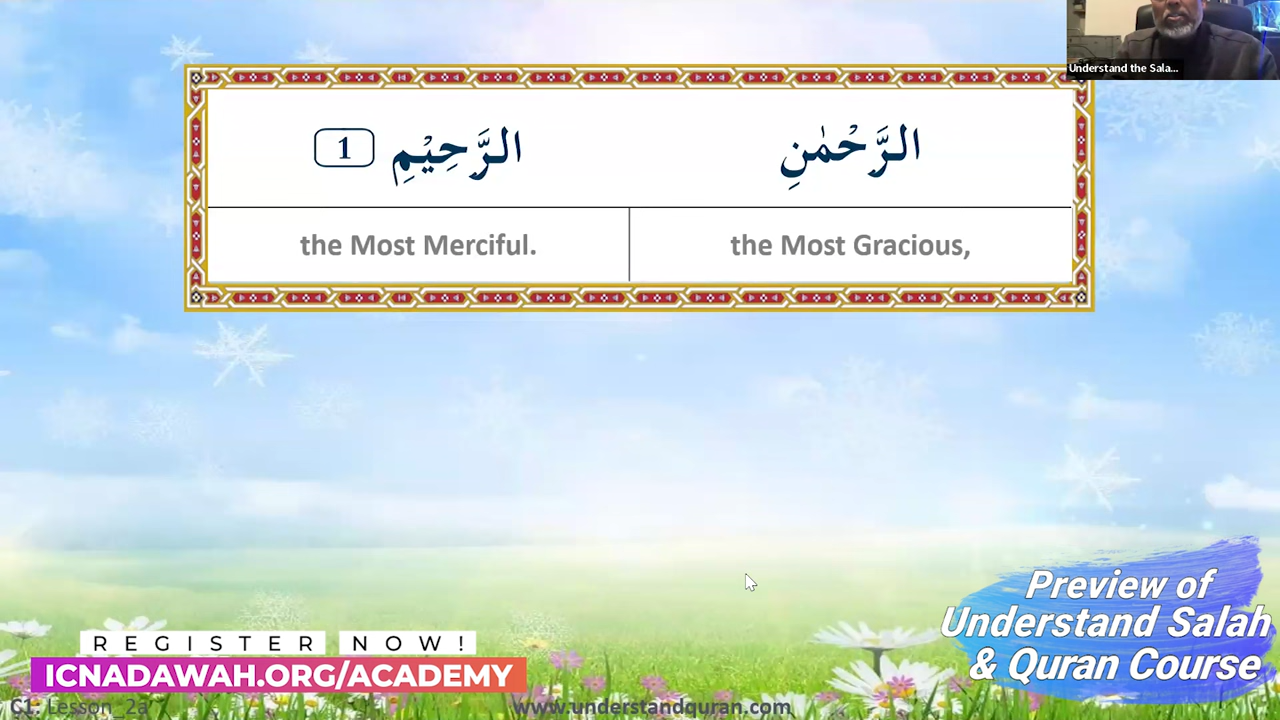 Understand the Sala...
الرَّحْمٰنِ الرَّحِيْمِ 1
the Most Merciful. the Most Gracious,
Preview of
Understand Salah
& Quran Course
REGISTER NOW!
ICNADAWAH.ORG/ACADEMY
C1: Lesson_2a www.understandquran.com